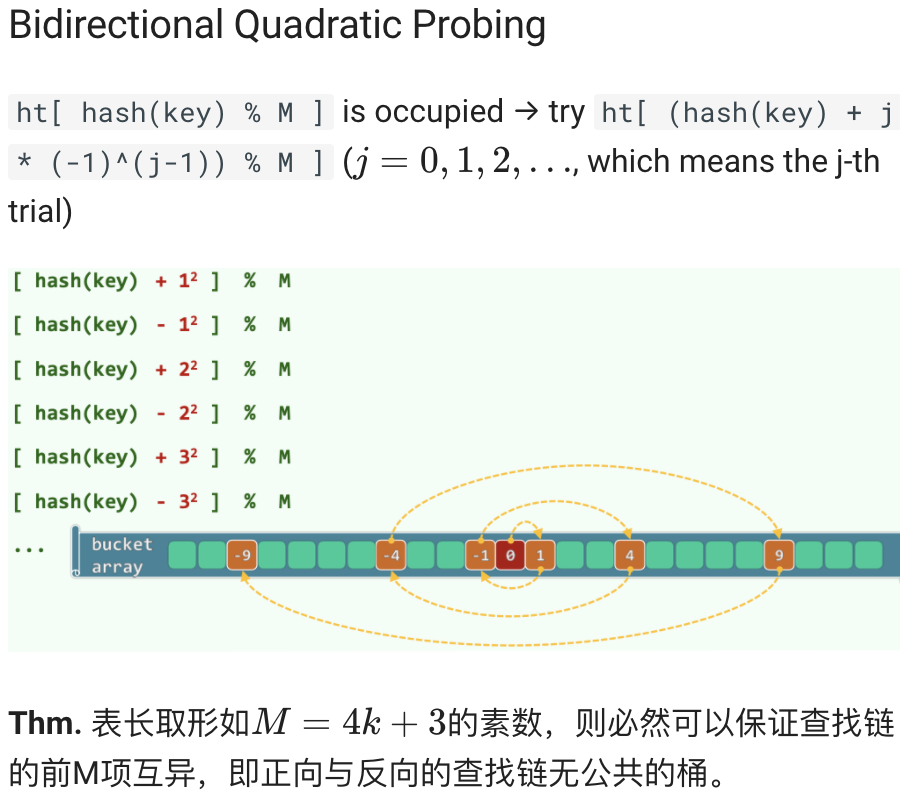 Bidirectional Quadratic Probing
ht[ hash(key) % M ] is occupied → try ht[ (hash(key) + j
* (-1)^(j-1)) % M ] (j = 0, 1, 2, . . ., which means the j-th
trial)
[ hash(key) + 1² ] % M
[ hash(key) - 1² ] % M
[ hash(key) + 2² ] % M
[ hash(key) - 2² ] % M
[ hash(key) + 3² ] % M
[ hash(key) - 3² ] % M
...
bucket
array
-9 -4 -1 0 1 4 9
Thm. 表长取形如M = 4k + 3的素数，则必然可以保证查找链
的前M项互异，即正向与反向的查找链无公共的桶。